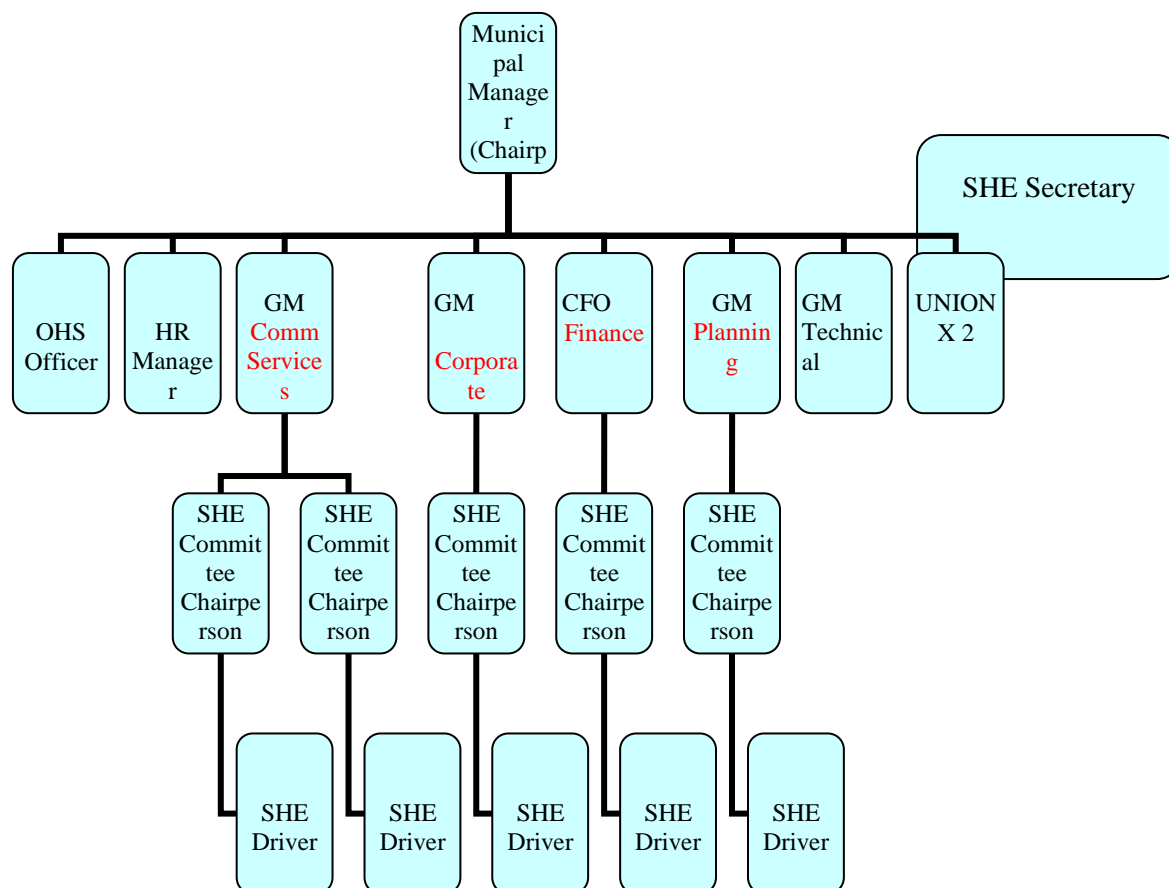 Munici
pal
Manage
r
(Chairp
SHE Secretary
OHS
Officer
HR
Manage
r
GM
Comm
Service
s
GM
Corpora
te
CFO
Finance
GM
Plannin
g
GM
Technic
al
UNION
X 2
SHE
Commit
tee
Chairpe
rson
SHE
Commit
tee
Chairpe
rson
SHE
Commit
tee
Chairpe
rson
SHE
Commit
tee
Chairpe
rson
SHE
Commit
tee
Chairpe
rson
SHE
Driver
SHE
Driver
SHE
Driver
SHE
Driver
SHE
Driver